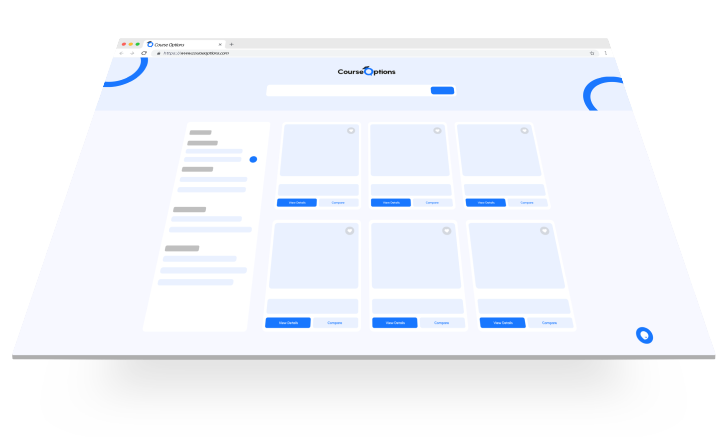 Course Options
https://www.courseoptions.com/
CourseOptions
View Details Compare View Details Compare View Details Compare
View Details Compare View Details Compare View Details Compare